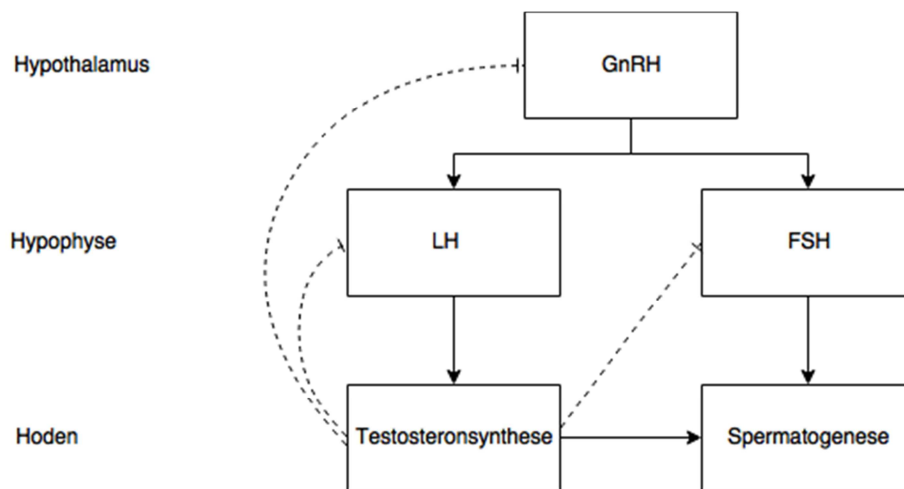 Hypothalamus
GnRH
Hypophyse
LH
FSH
Hoden
Testosteronsynthese
Spermatogenese